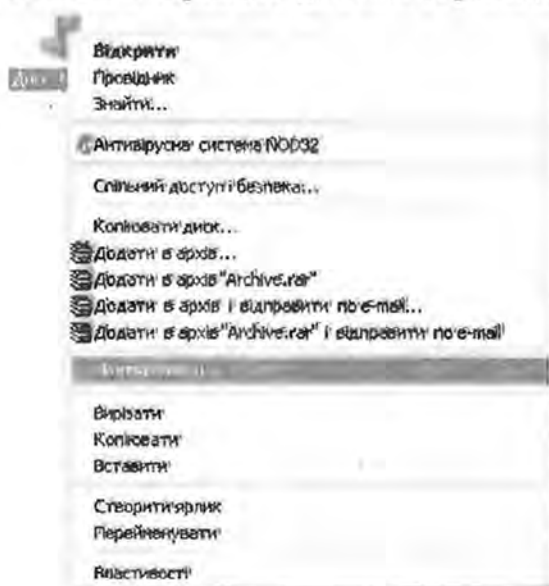 Відкрити
Провідник
Знайти...
Антивірусна система NOD32
Спільний доступ і безпека...
Копіювати диск...
Додати в архів...
Додати в архів "Archive.rar"
Додати в архів і відправити по e-mail...
Додати в архів "Archive.rar" і відправити по e-mail
Вирізати
Копіювати
Вставити
Створити ярлик
Перейменувати
Властивості